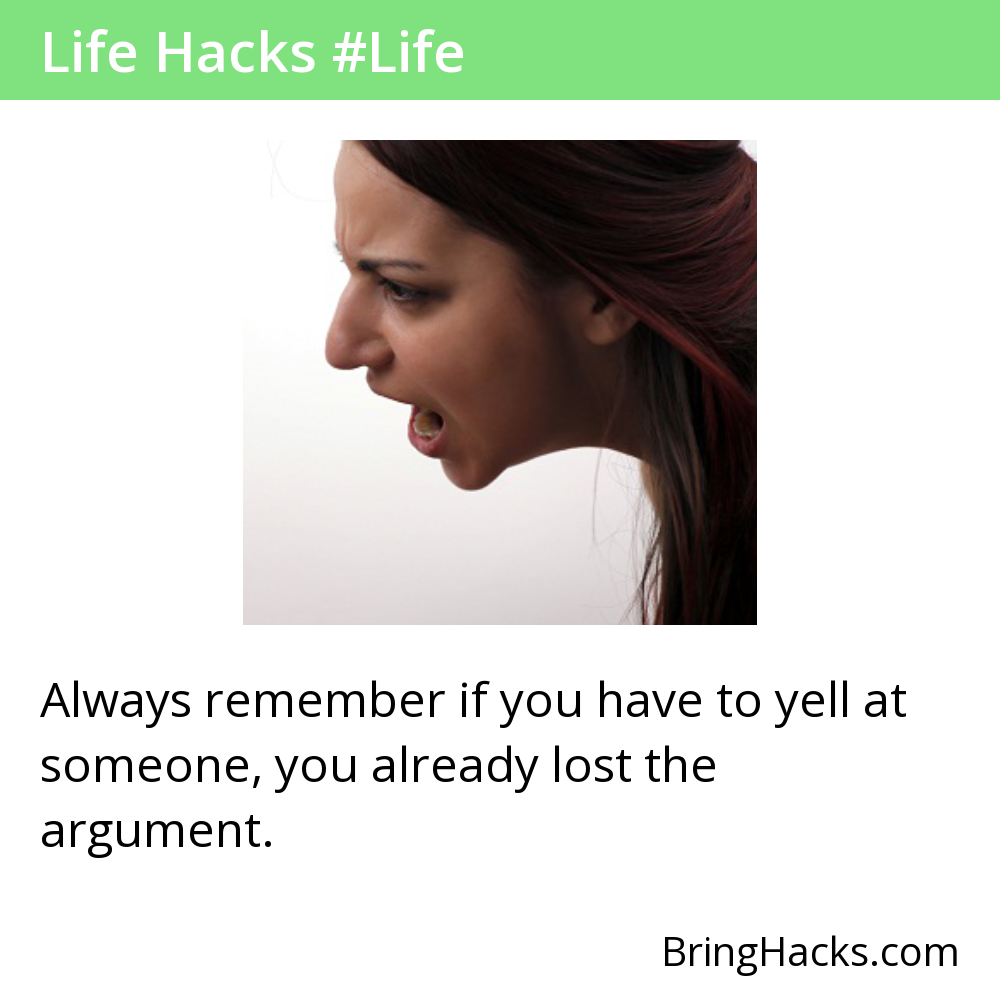 Life Hacks #Life
Always remember if you have to yell at
someone, you already lost the
argument.
BringHacks.com